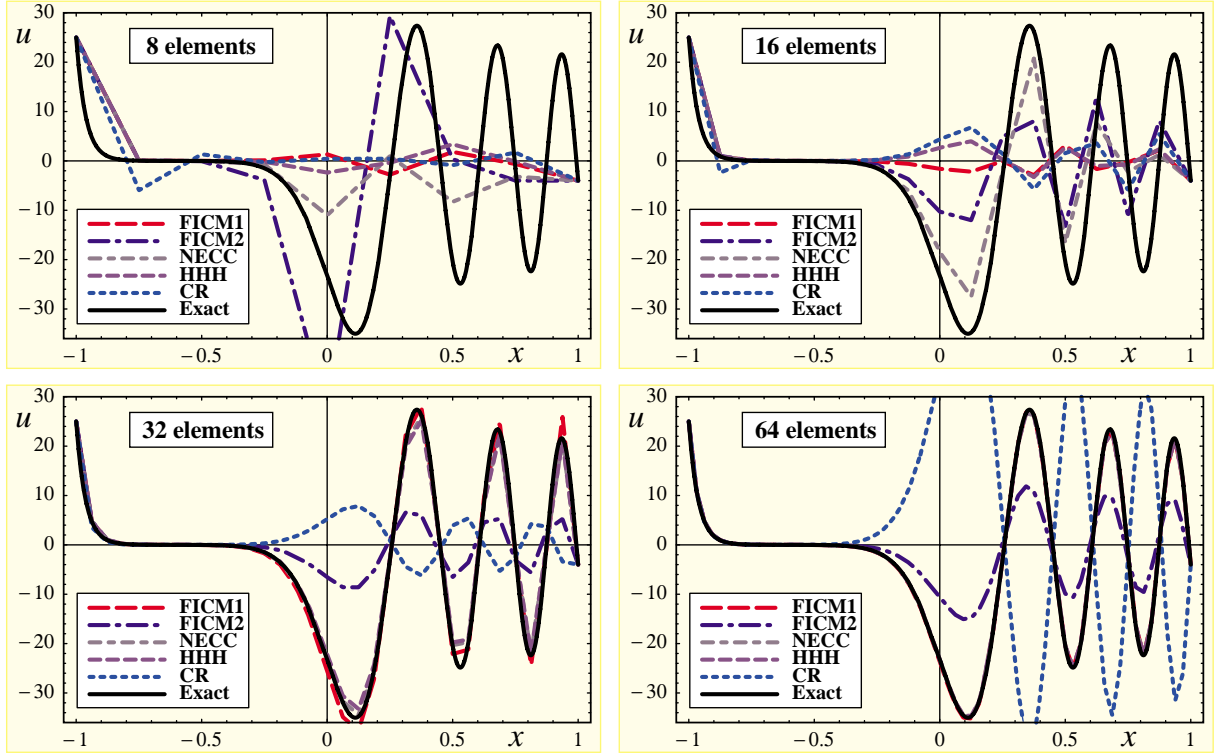 30
20
10
0
−10
−20
−30
u
8 elements
FICM1
FICM2
NECC
HHH
CR
Exact
−1
−0.5
0
0.5
x
1
30
20
10
0
−10
−20
−30
u
16 elements
FICM1
FICM2
NECC
HHH
CR
Exact
−1
−0.5
0
0.5
x
1
30
20
10
0
−10
−20
−30
u
32 elements
FICM1
FICM2
NECC
HHH
CR
Exact
−1
−0.5
0
0.5
x
1
30
20
10
0
−10
−20
−30
u
64 elements
FICM1
FICM2
NECC
HHH
CR
Exact
−1
−0.5
0
0.5
x
1